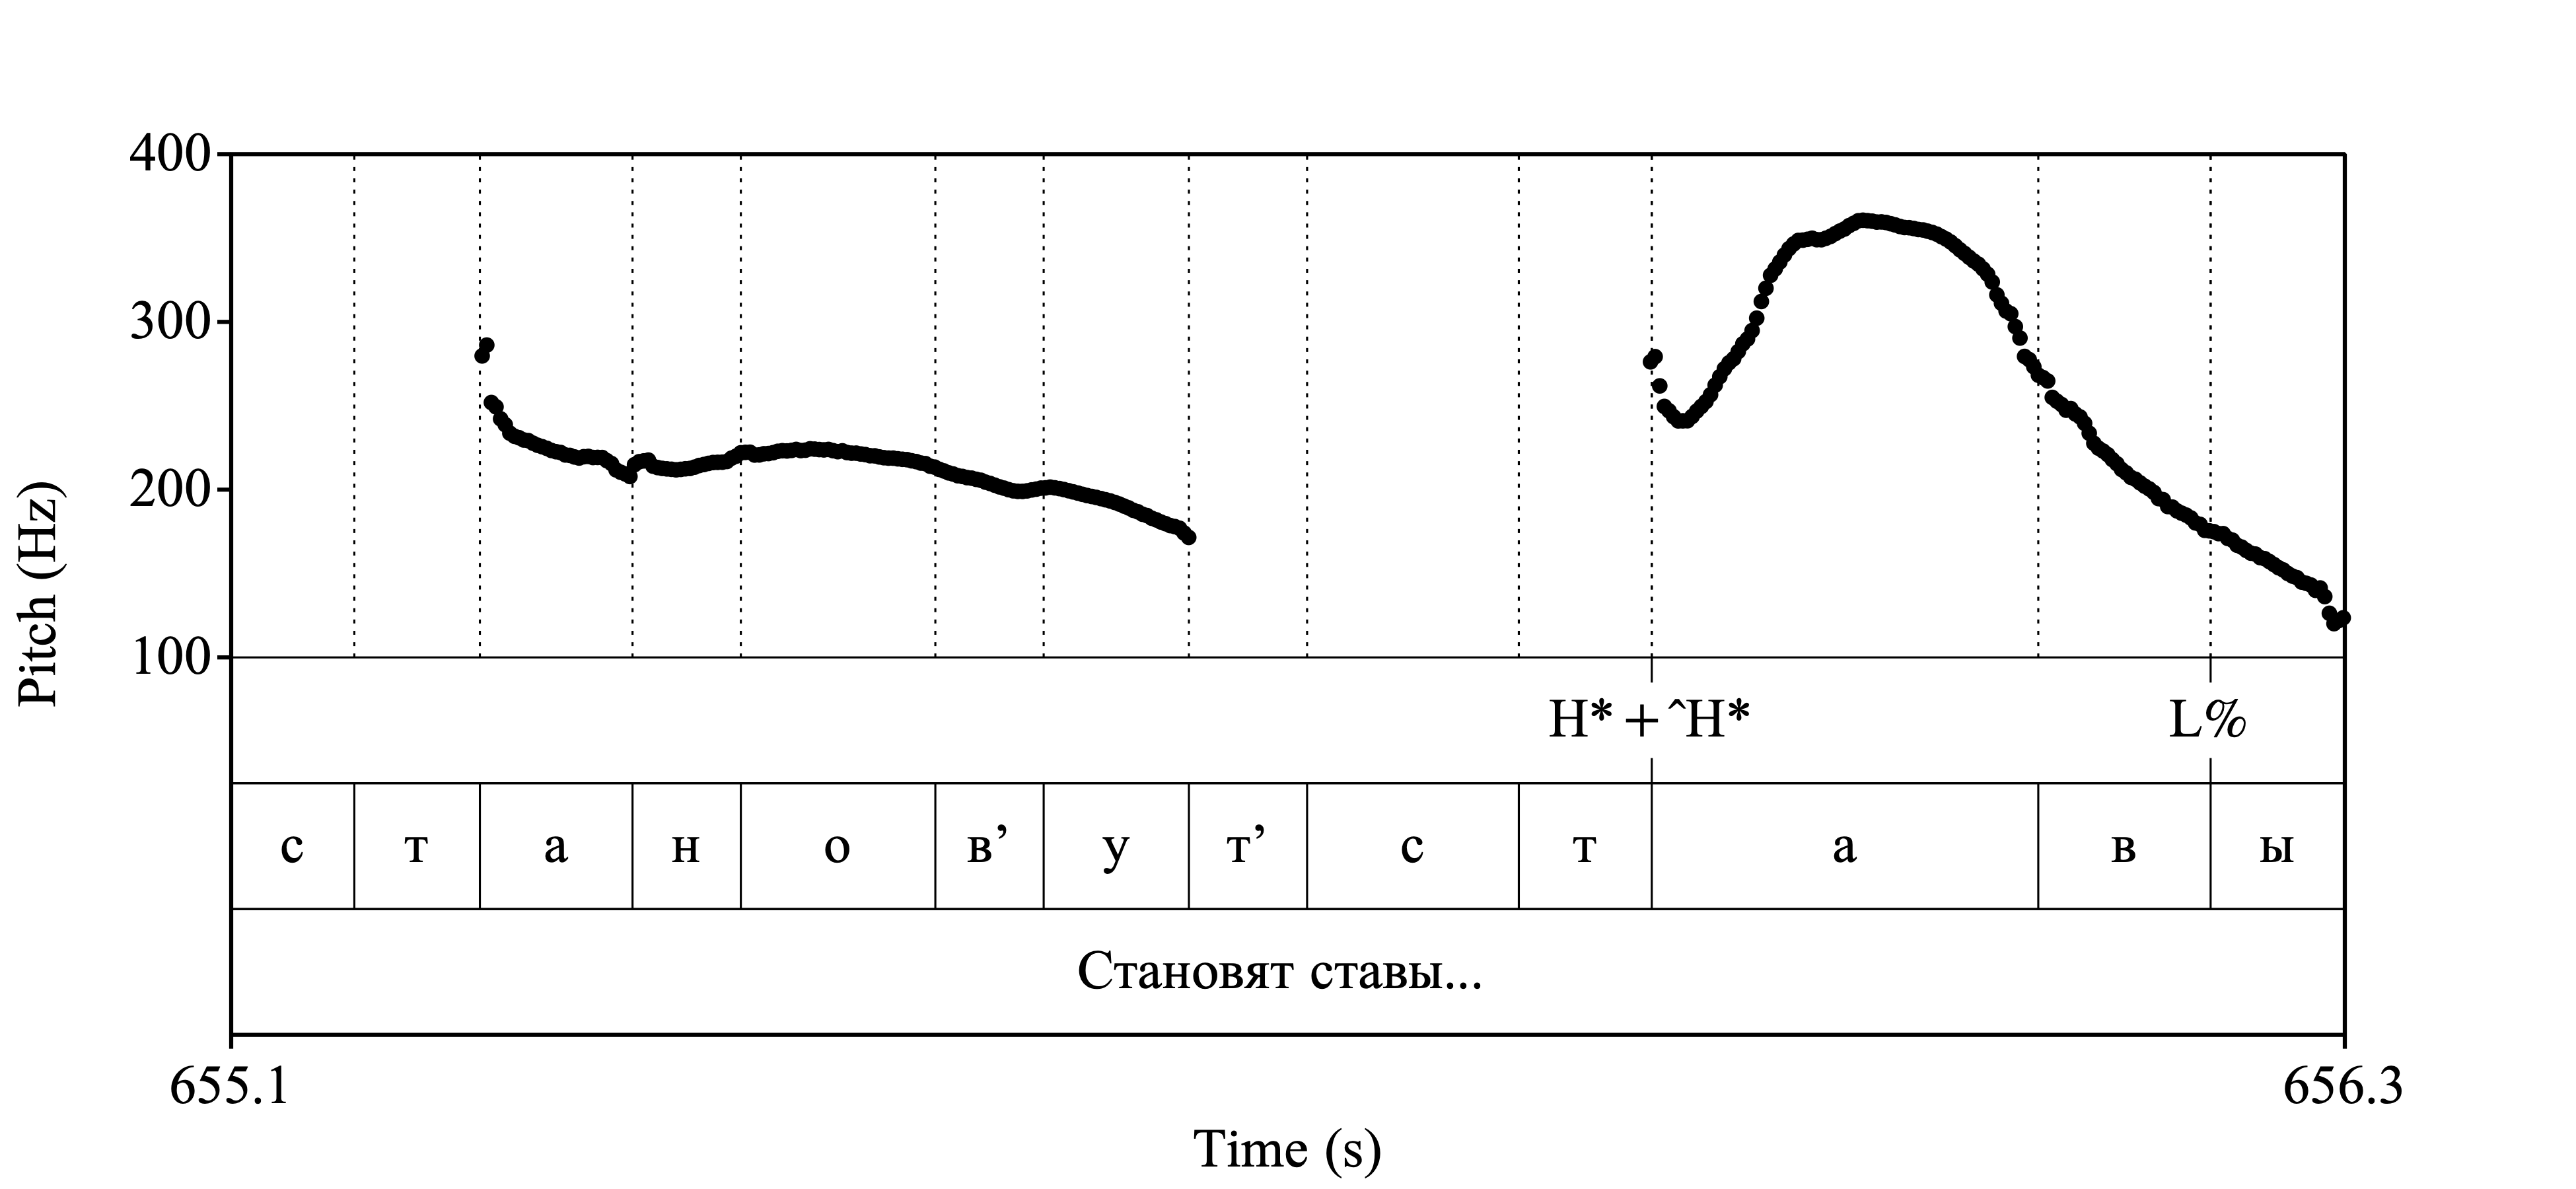 400
300
200
100
Pitch (Hz)
H* + ^H* L%
с т а н о в’ у т’ с т а в ы
Становят ставы...
655.1 656.3
Time (s)